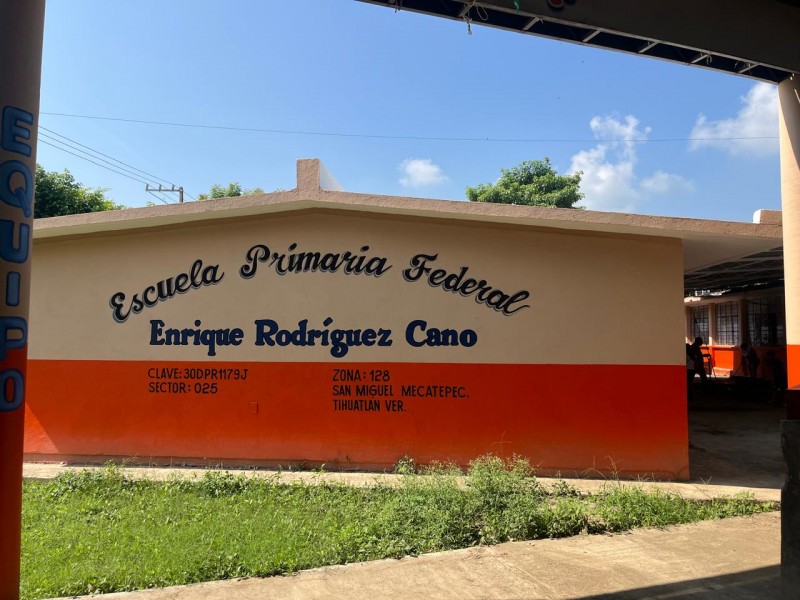 EQUIPO
Escuela Primaria Federal
Enrique Rodríguez Cano
CLAVE: 30DPR1179J
SECTOR: 025
ZONA: 128
SAN MIGUEL MECATEPEC.
TIHUATLAN VER.